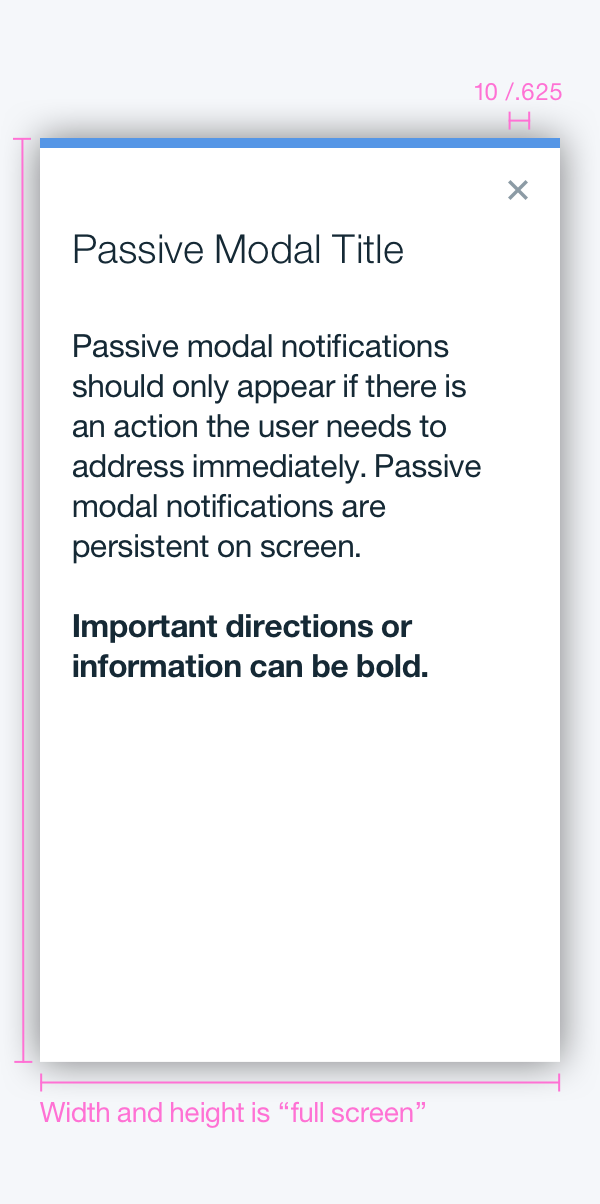 10 /.625
Passive Modal Title
Passive modal notifications
should only appear if there is
an action the user needs to
address immediately. Passive
modal notifications are
persistent on screen.
Important directions or
information can be bold.
Width and height is “full screen”